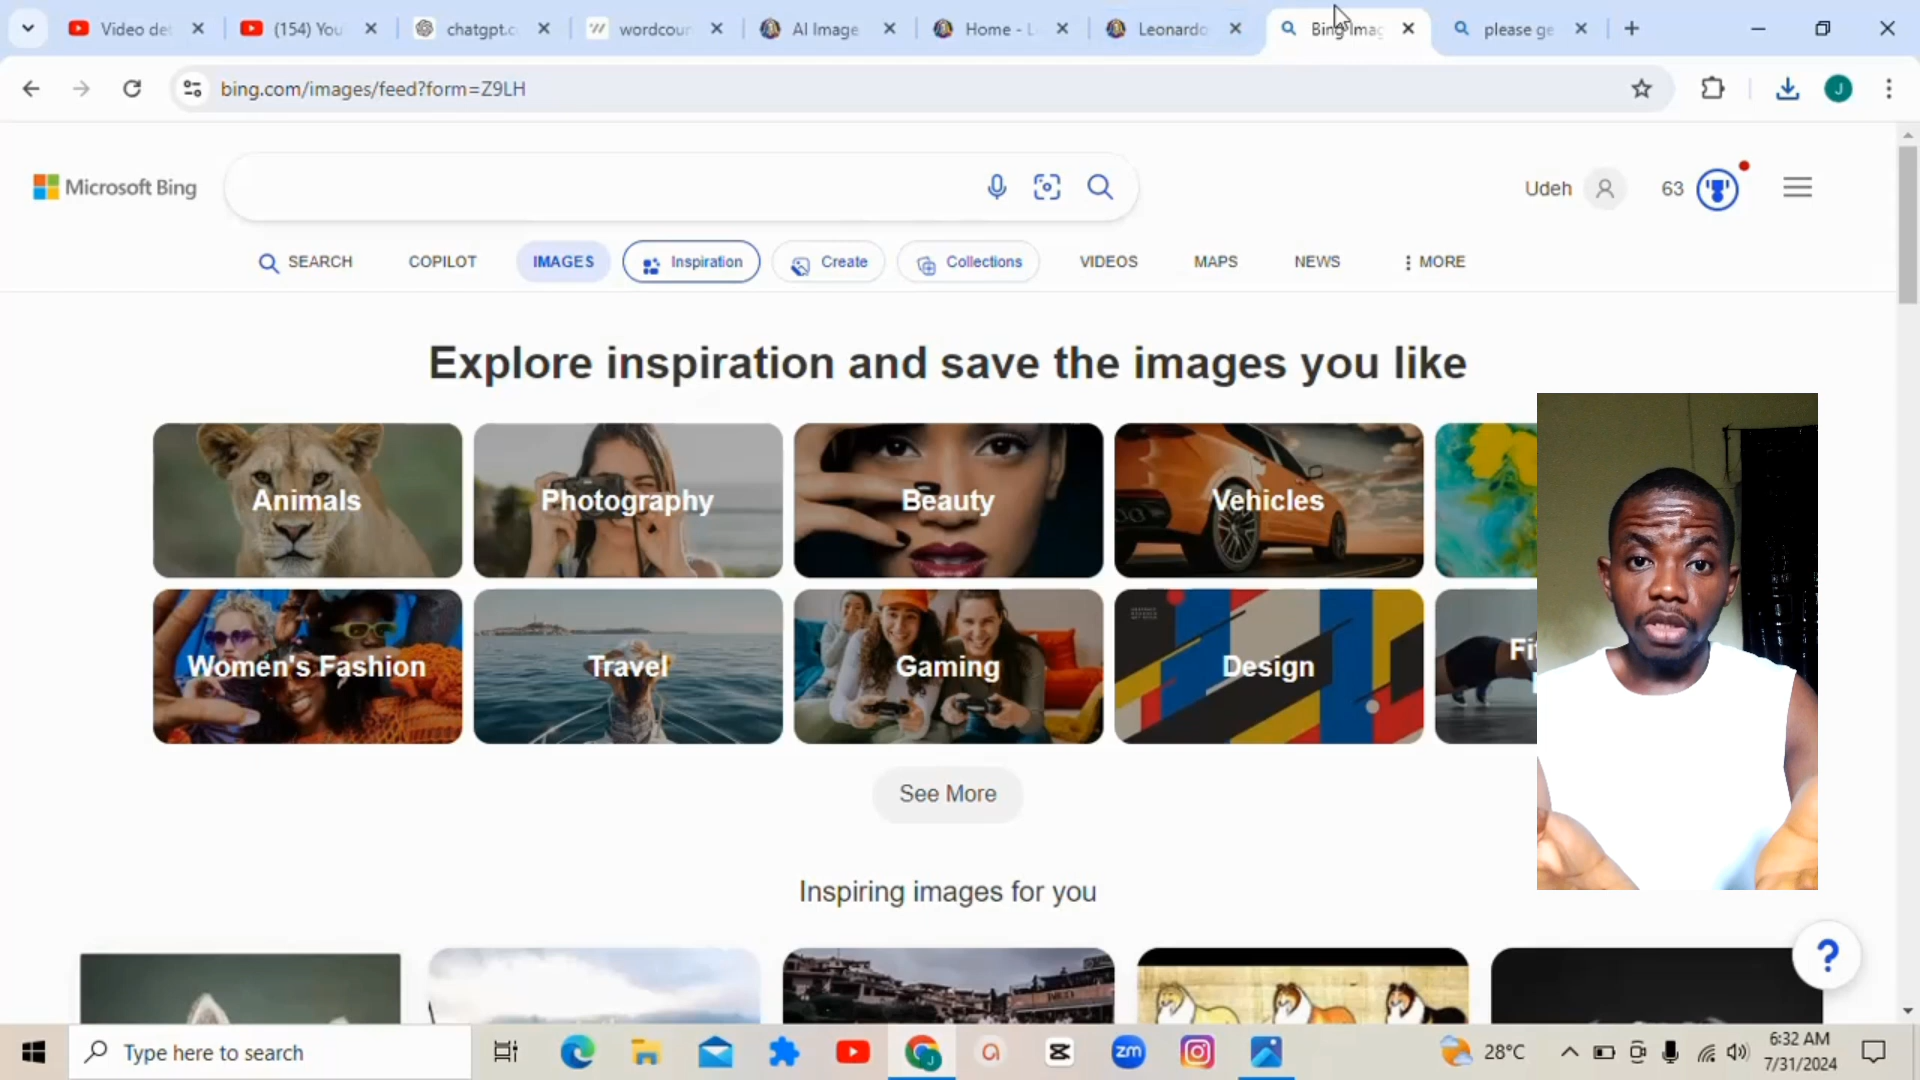 Video de
(154) You
chatgpt.c
wordcoun
AI Image
Home - L
Leonardo
Bing Imag
please ge
bing.com/images/feed?form=Z9LH
J
Microsoft Bing
Udeh
63
SEARCH
COPILOT
IMAGES
Inspiration
Create
Collections
VIDEOS
MAPS
NEWS
MORE
Explore inspiration and save the images you like
Animals
Photography
Beauty
Vehicles
Women's Fashion
Travel
Gaming
Design
Fi
See More
Inspiring images for you
?
Type here to search
zm
28°C
6:32 AM
7/31/2024